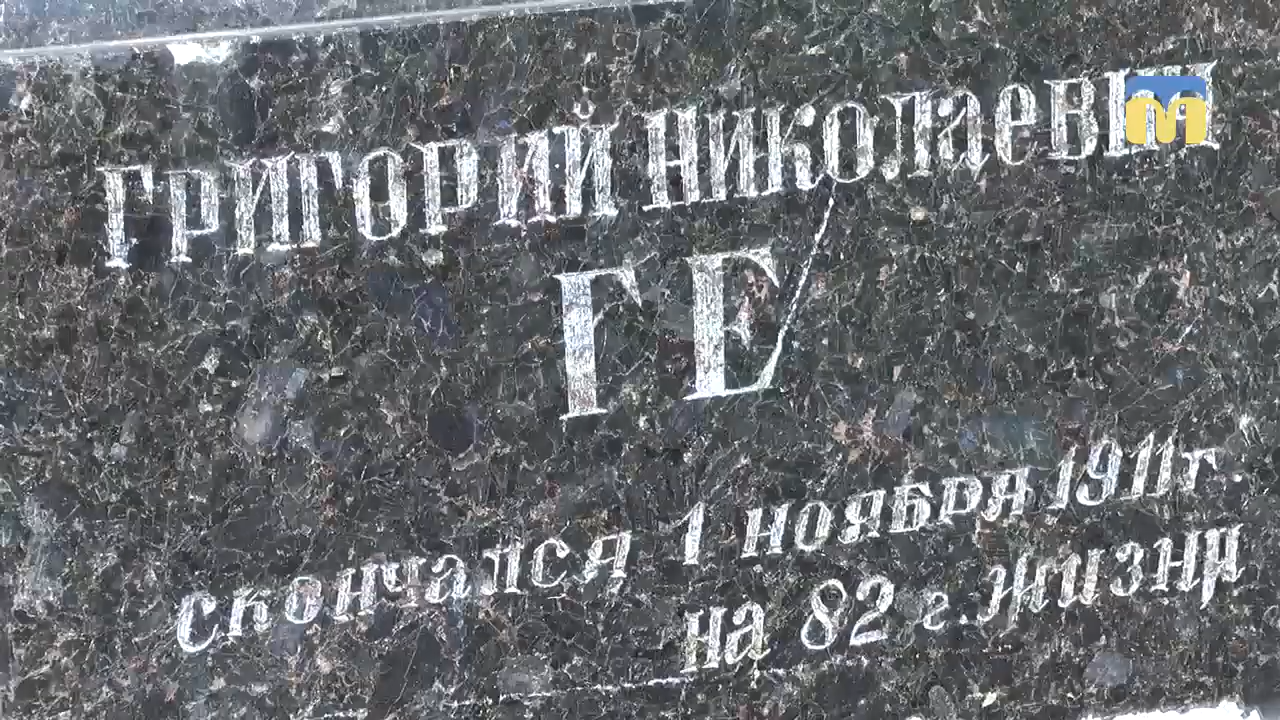 ГРИГОРИЙ НИКОЛАЕВИЧ
ГЕ
скончался 1 ноября 1911г.
на 82 г. жизни